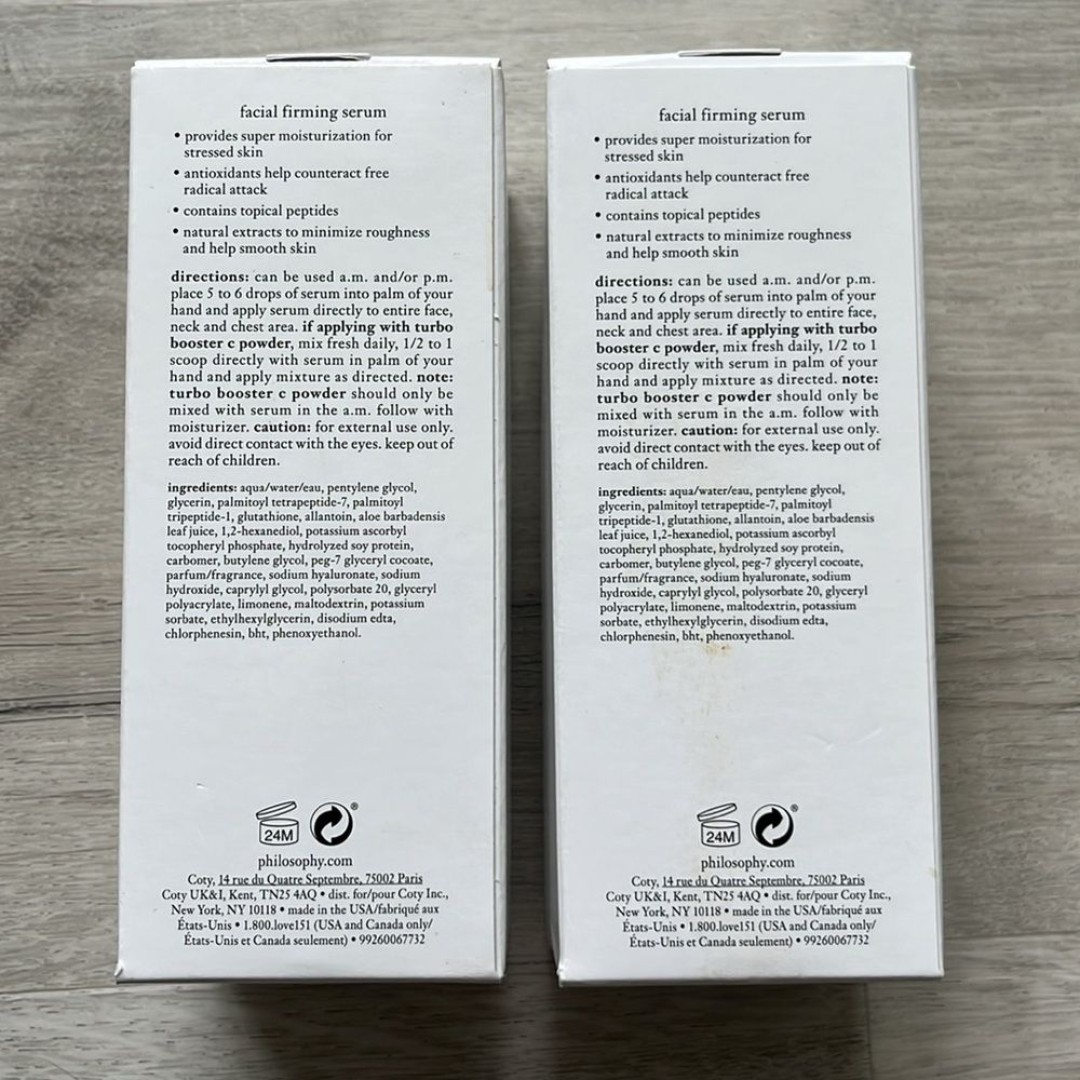 facial firming serum
• provides super moisturization for
stressed skin
• antioxidants help counteract free
radical attack
• contains topical peptides
• natural extracts to minimize roughness
and help smooth skin
directions: can be used a.m. and/or p.m.
place 5 to 6 drops of serum into palm of your
hand and apply serum directly to entire face,
neck and chest area. if applying with turbo
booster c powder, mix fresh daily, 1/2 to 1
scoop directly with serum in palm of your
hand and apply mixture as directed. note:
turbo booster c powder should only be
mixed with serum in the a.m. follow with
moisturizer. caution: for external use only.
avoid direct contact with the eyes. keep out of
reach of children.
ingredients: aqua/water/eau, pentylene glycol,
glycerin, palmitoyl tetrapeptide-7, palmitoyl
tripeptide-1, glutathione, allantoin, aloe barbadensis
leaf juice, 1,2-hexanediol, potassium ascorbyl
tocopheryl phosphate, hydrolyzed soy protein,
carbomer, butylene glycol, peg-7 glyceryl cocoate,
parfum/fragrance, sodium hyaluronate, sodium
hydroxide, caprylyl glycol, polysorbate 20, glyceryl
polyacrylate, limonene, maltodextrin, potassium
sorbate, ethylhexylglycerin, disodium edta,
chlorphenesin, bht, phenoxyethanol.
24M ®
philosophy.com
Coty, 14 rue du Quatre Septembre, 75002 Paris
Coty UK&I, Kent, TN25 4AQ • dist. for/pour Coty Inc.,
New York, NY 10118 • made in the USA/fabriqué aux
États-Unis • 1.800.love151 (USA and Canada only/
États-Unis et Canada seulement) • 99260067732
facial firming serum
• provides super moisturization for
stressed skin
• antioxidants help counteract free
radical attack
• contains topical peptides
• natural extracts to minimize roughness
and help smooth skin
directions: can be used a.m. and/or p.m.
place 5 to 6 drops of serum into palm of your
hand and apply serum directly to entire face,
neck and chest area. if applying with turbo
booster c powder, mix fresh daily, 1/2 to 1
scoop directly with serum in palm of your
hand and apply mixture as directed. note:
turbo booster c powder should only be
mixed with serum in the a.m. follow with
moisturizer. caution: for external use only.
avoid direct contact with the eyes. keep out of
reach of children.
ingredients: aqua/water/eau, pentylene glycol,
glycerin, palmitoyl tetrapeptide-7, palmitoyl
tripeptide-1, glutathione, allantoin, aloe barbadensis
leaf juice, 1,2-hexanediol, potassium ascorbyl
tocopheryl phosphate, hydrolyzed soy protein,
carbomer, butylene glycol, peg-7 glyceryl cocoate,
parfum/fragrance, sodium hyaluronate, sodium
hydroxide, caprylyl glycol, polysorbate 20, glyceryl
polyacrylate, limonene, maltodextrin, potassium
sorbate, ethylhexylglycerin, disodium edta,
chlorphenesin, bht, phenoxyethanol.
24M ®
philosophy.com
Coty, 14 rue du Quatre Septembre, 75002 Paris
Coty UK&I, Kent, TN25 4AQ • dist. for/pour Coty Inc.,
New York, NY 10118 • made in the USA/fabriqué aux
États-Unis • 1.800.love151 (USA and Canada only/
États-Unis et Canada seulement) • 99260067732